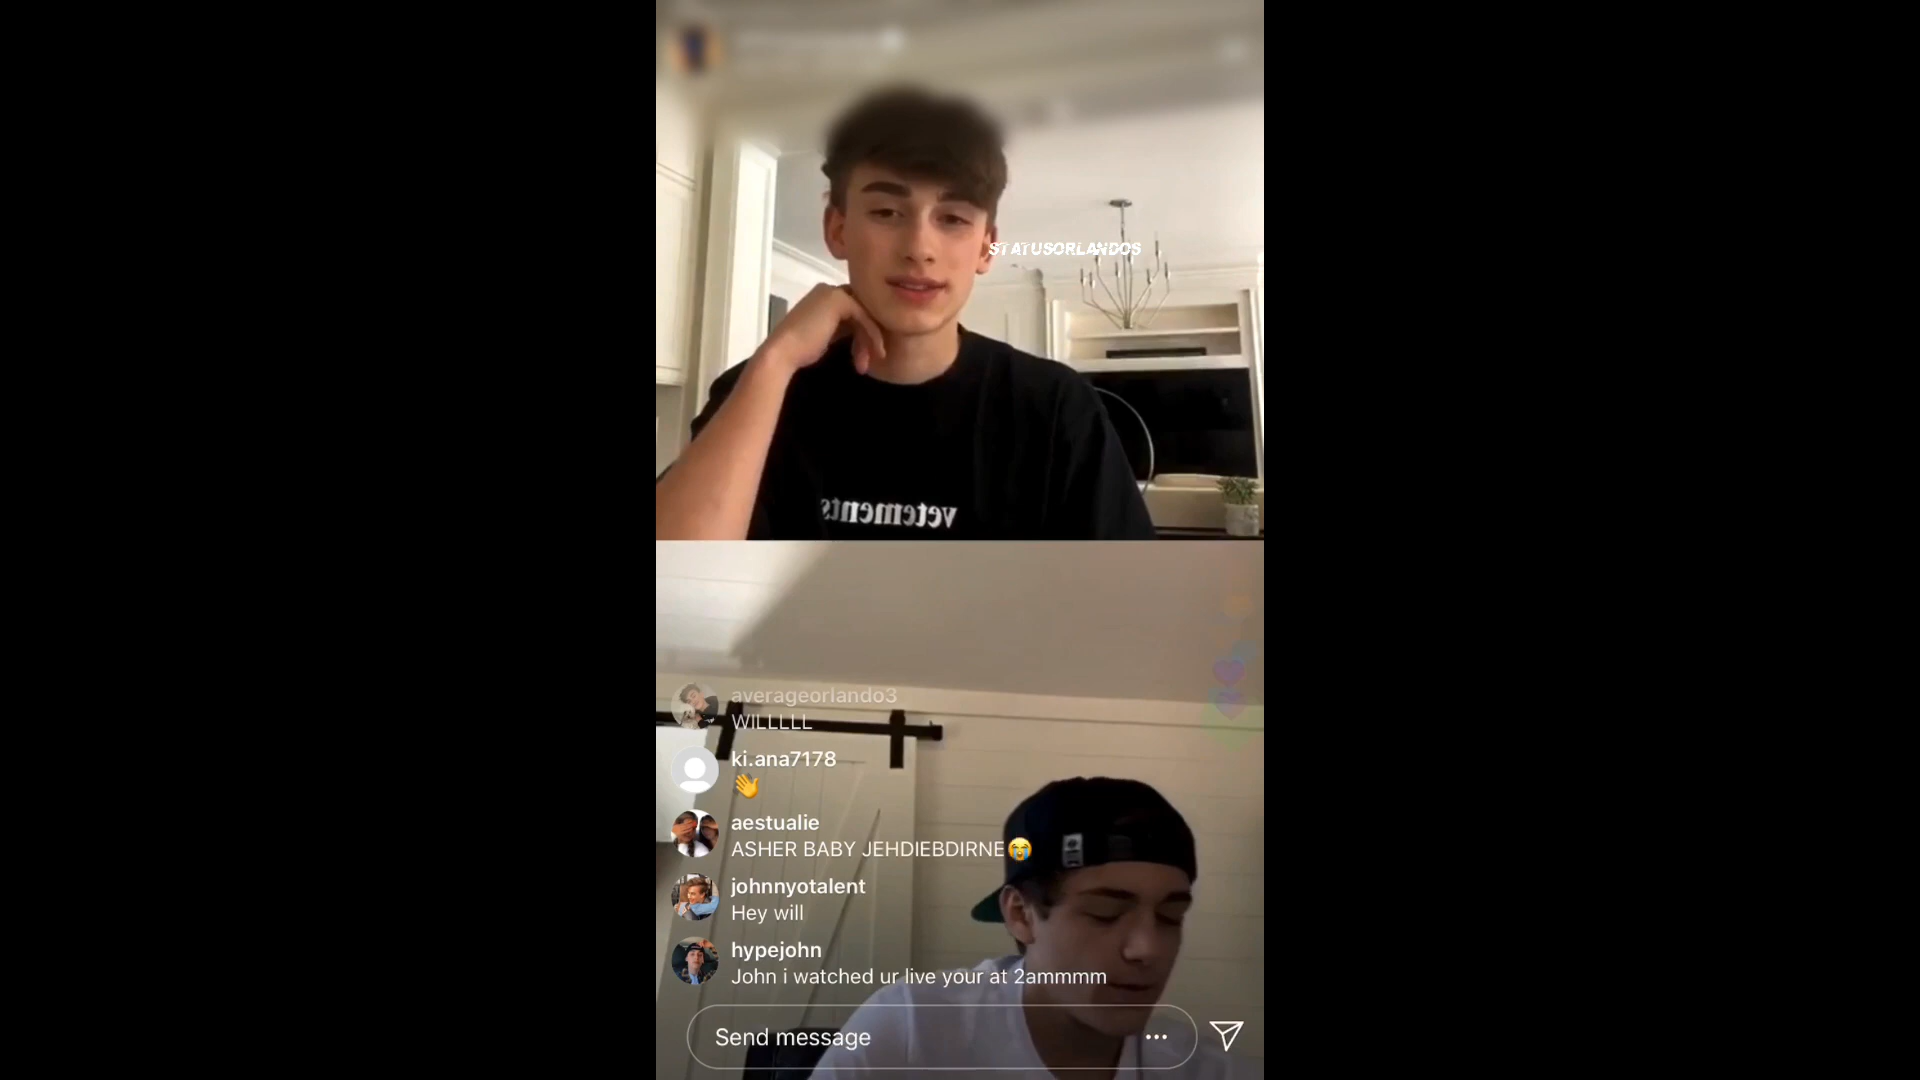 STATUSORLANDOS
vetements
averageorlando3
WILLLLL
ki.ana7178
👋
aestualie
ASHER BABY JEHDIEBDIRNE😭
johnnyotalent
Hey will
hypejohn
John i watched ur live your at 2ammmm
Send message